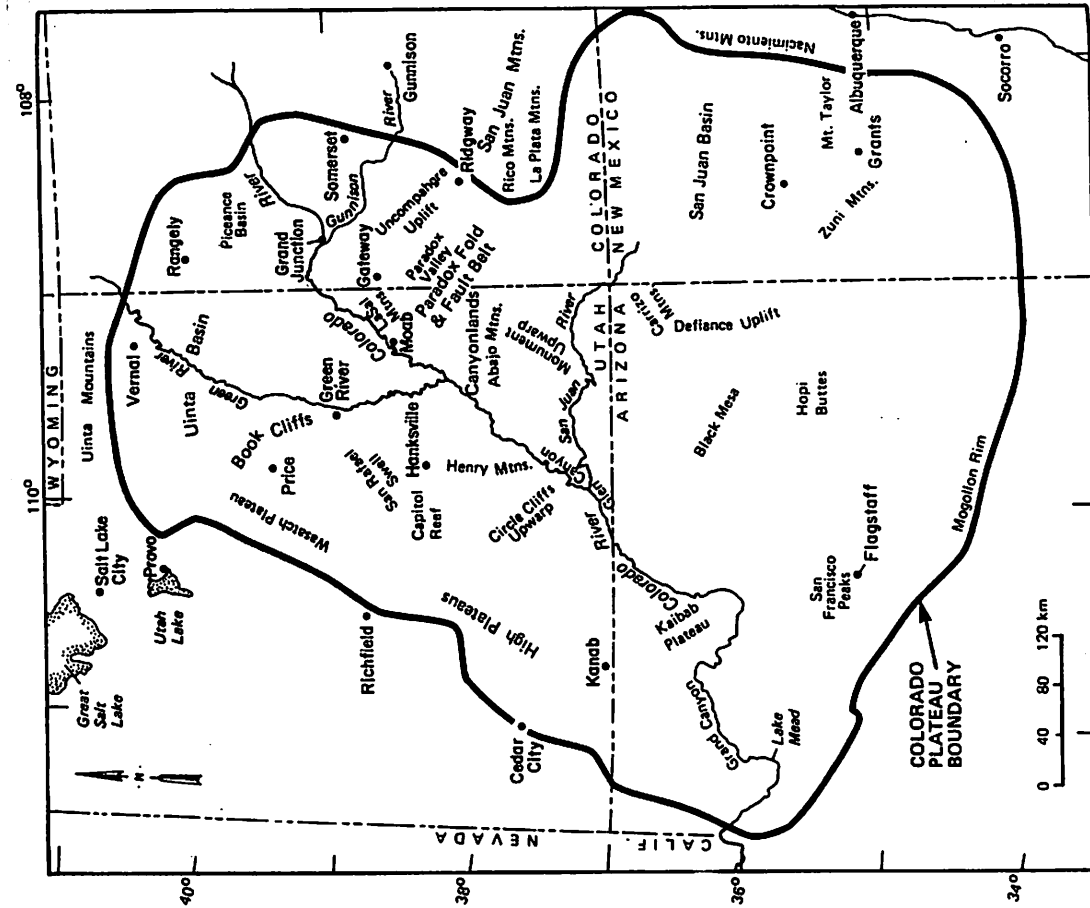 WYOMING
108°
110°
40°
38°
36°
34°
Great
Salt
Lake
Salt Lake
City
Provo
Utah
Lake
Uinta Mountains
Vernal
Rangely
Piceance
Basin
River
Uinta Basin
Green River
Book Cliffs
Price
Wasatch Plateau
Green
River
Grand
Junction
Somerset
Gunnison
Gunnison River
Gateway
Uncompahgre
Uplift
Ridgway
San Juan Mtns.
Rico Mtns.
La Plata Mtns.
Paradox
Valley
Paradox Fold
& Fault Belt
La Sal
Mtns
Moab
Colorado
Canyonlands
Abajo Mtns.
San Rafael
Swell
Hanksville
Capitol
Reef
Henry Mtns.
Richfield
High Plateaus
Circle Cliffs
Upwarp
Glen Canyon
San Juan River
Monument
Upwarp
Cedar
City
Kanab
NEVADA
CALIF.
UTAH
ARIZONA
COLORADO
NEW MEXICO
Colorado River
Kaibab
Plateau
Grand Canyon
Lake
Mead
Carrizo
Mtns.
Defiance Uplift
Black Mesa
Hopi
Buttes
San
Francisco
Peaks
Flagstaff
Mogollon Rim
San Juan Basin
Crownpoint
Zuni Mtns.
Mt. Taylor
Grants
Nacimiento Mtns.
Albuquerque
Socorro
COLORADO
PLATEAU
BOUNDARY
0 40 80 120 km
N